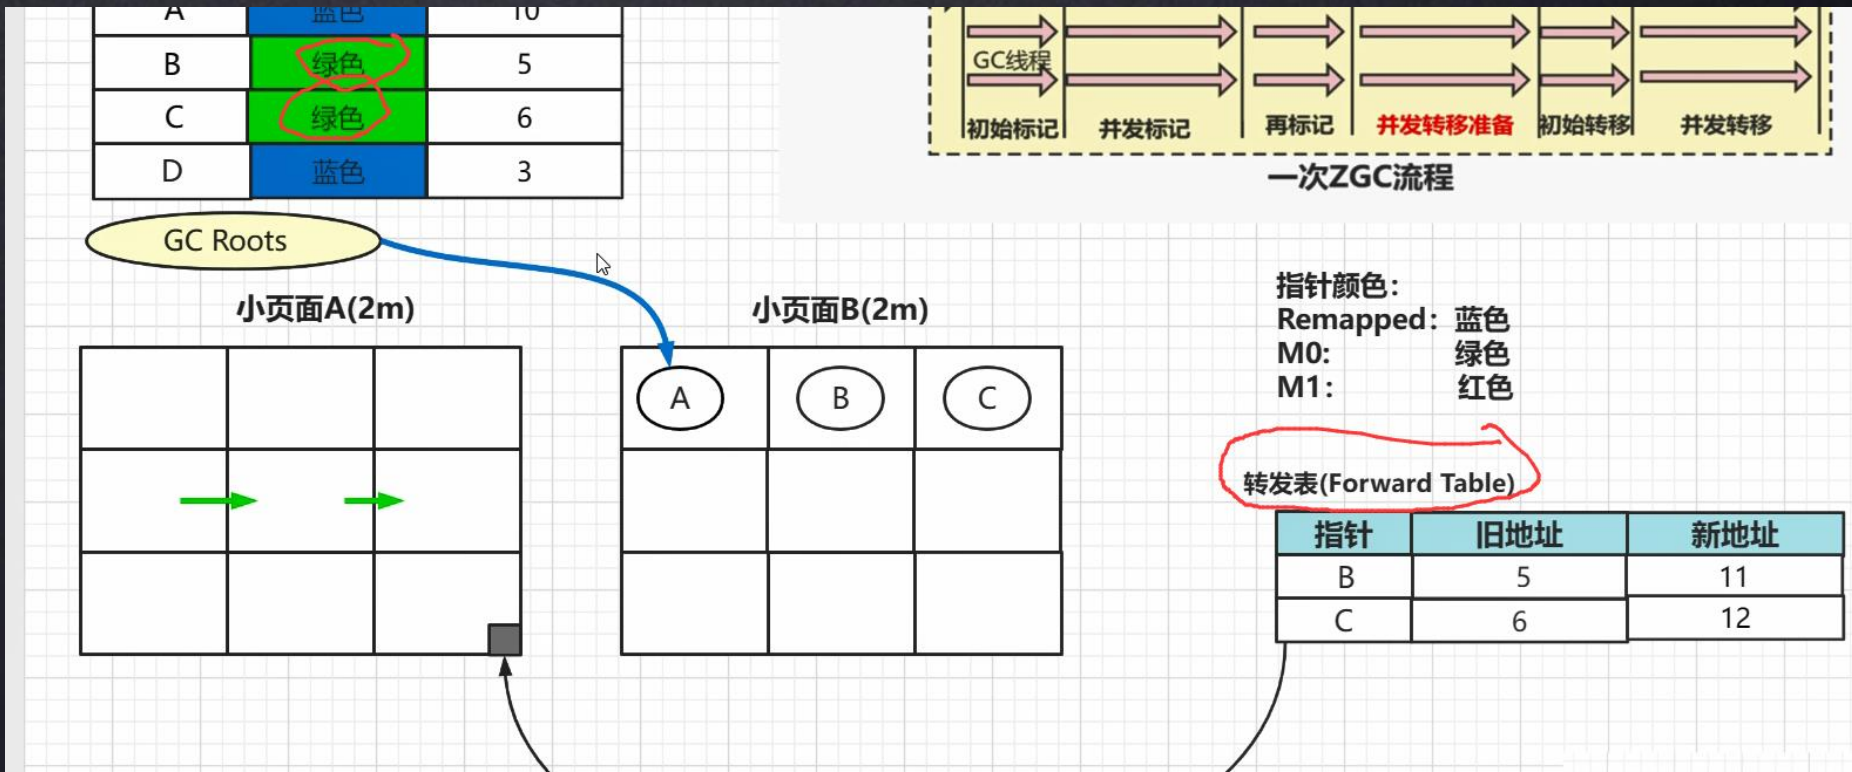 A 蓝色 10
B 绿色 5
C 绿色 6
D 蓝色 3
GC线程
初始标记 并发标记 再标记 并发转移准备 初始转移 并发转移
一次ZGC流程
GC Roots
小页面A(2m)
小页面B(2m)
A B C
指针颜色：
Remapped：蓝色
M0: 绿色
M1： 红色
转发表(Forward Table)
指针 旧地址 新地址
B 5 11
C 6 12